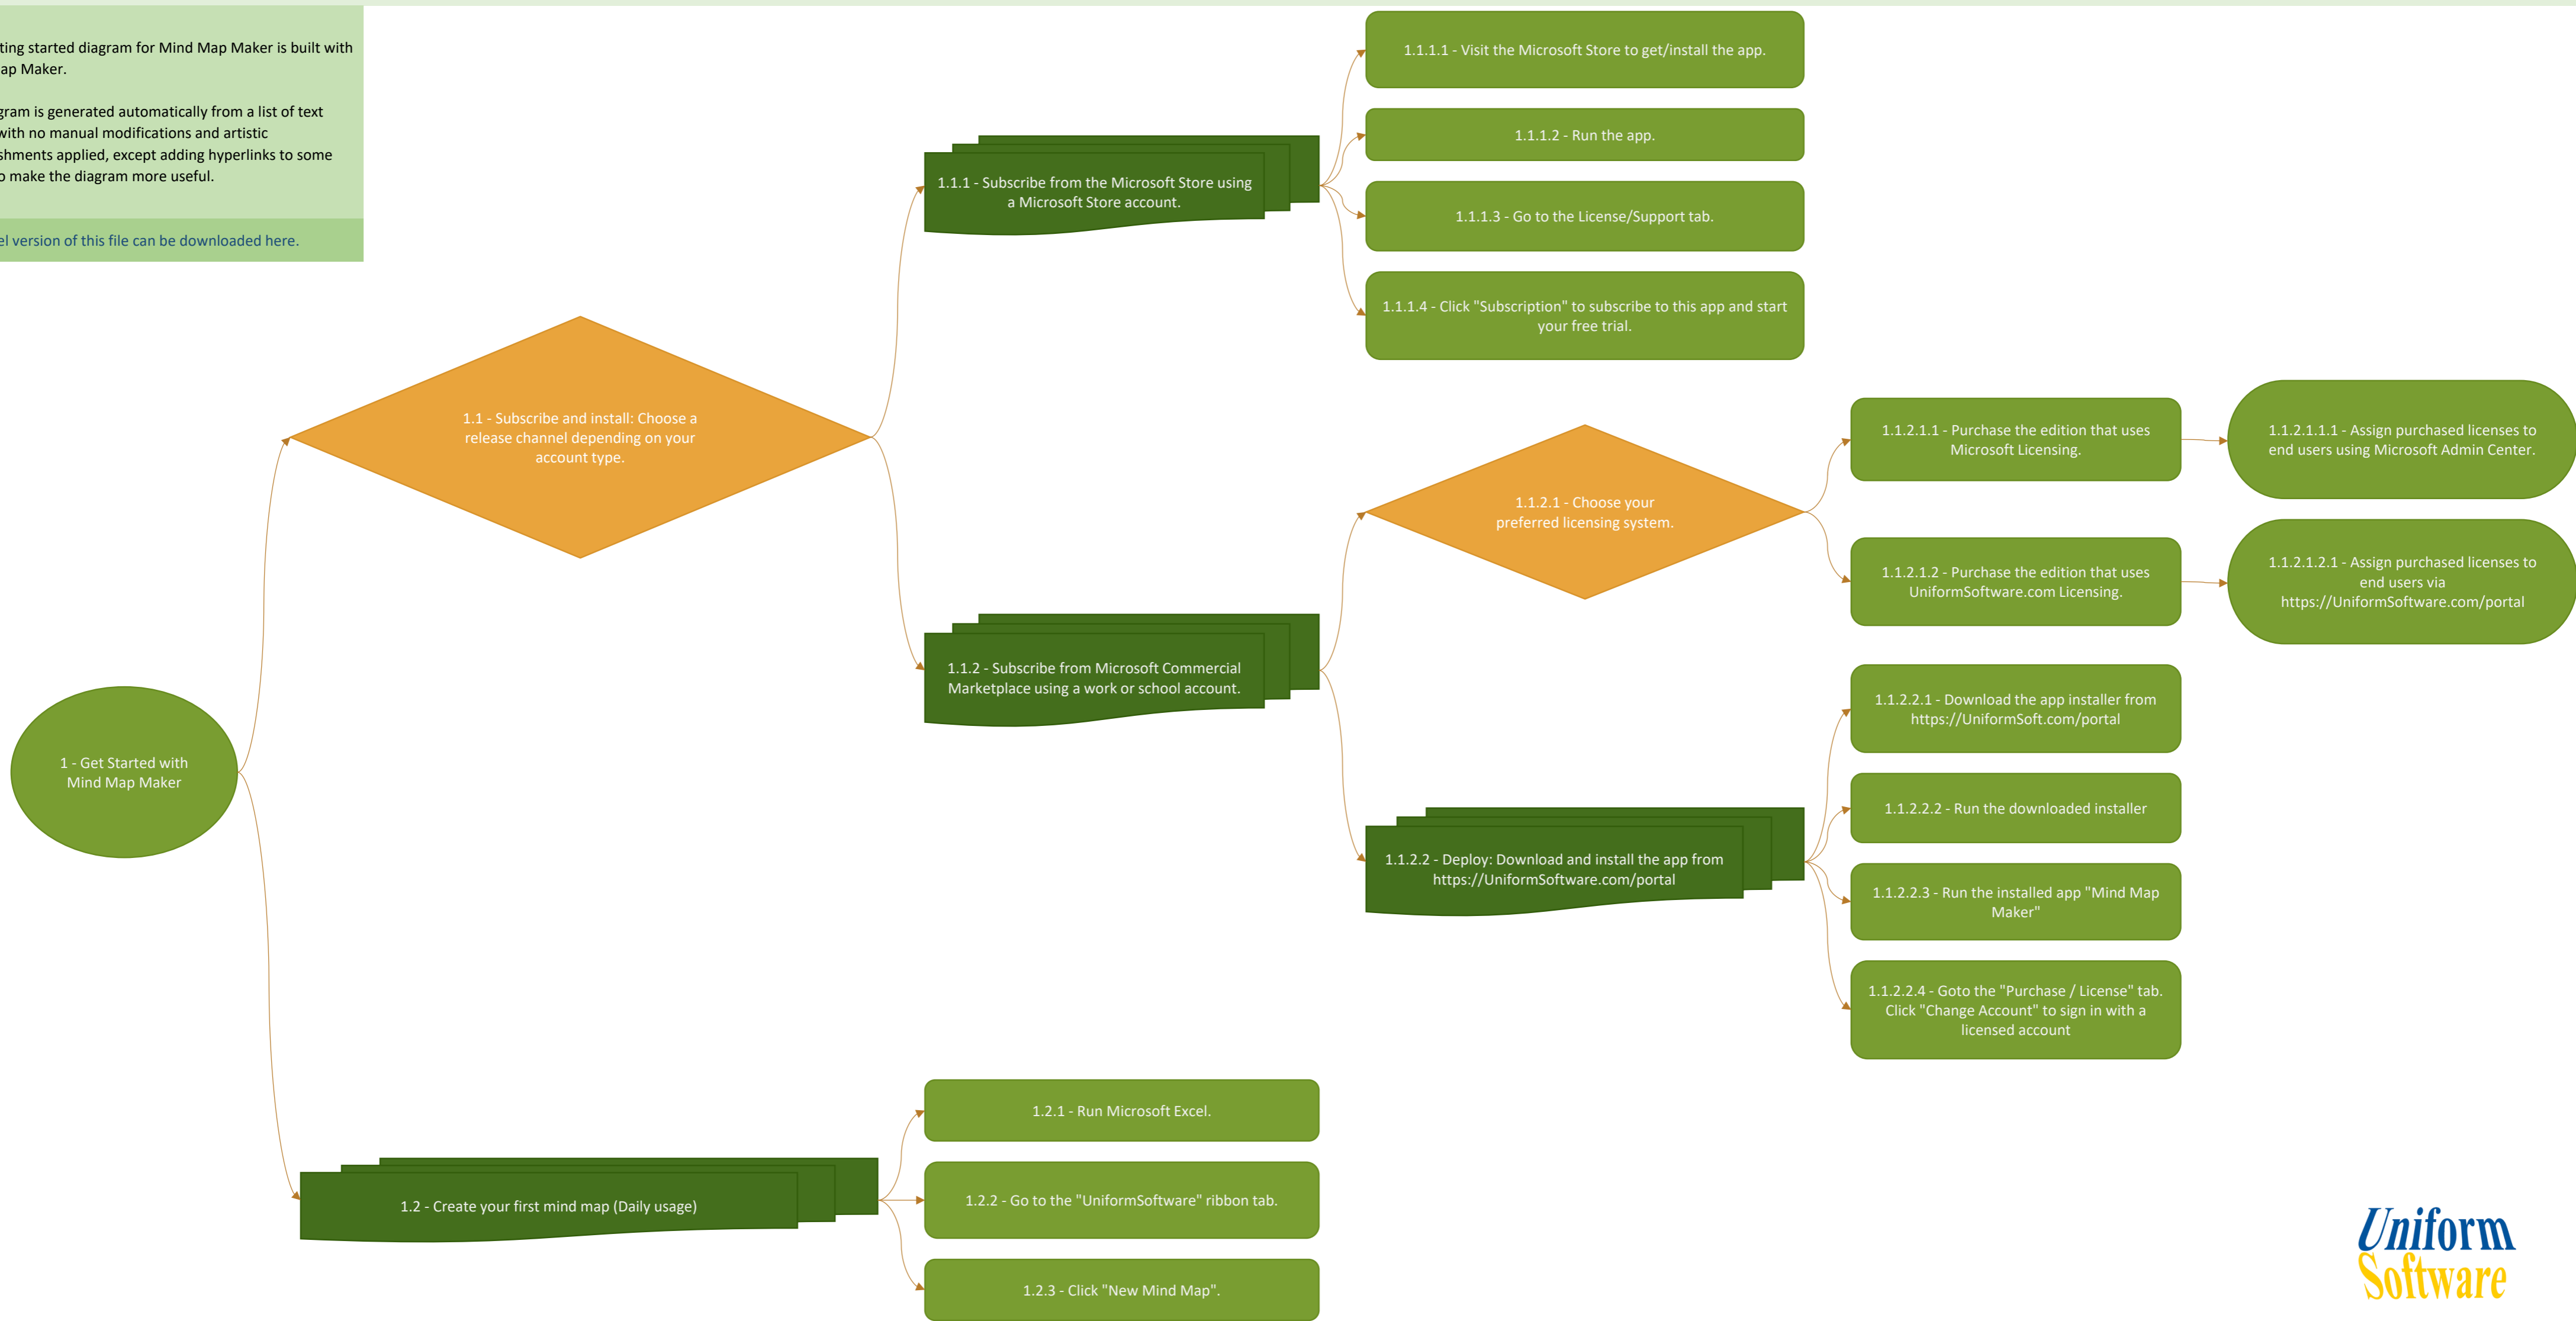 ting started diagram for Mind Map Maker is built with
ap Maker.
gram is generated automatically from a list of text
with no manual modifications and artistic
shments applied, except adding hyperlinks to some
o make the diagram more useful.
el version of this file can be downloaded here.
1 - Get Started with
Mind Map Maker
1.1 - Subscribe and install: Choose a
release channel depending on your
account type.
1.1.1 - Subscribe from the Microsoft Store using
a Microsoft Store account.
1.1.1.1 - Visit the Microsoft Store to get/install the app.
1.1.1.2 - Run the app.
1.1.1.3 - Go to the License/Support tab.
1.1.1.4 - Click "Subscription" to subscribe to this app and start
your free trial.
1.1.2 - Subscribe from Microsoft Commercial
Marketplace using a work or school account.
1.1.2.1 - Choose your
preferred licensing system.
1.1.2.1.1 - Purchase the edition that uses
Microsoft Licensing.
1.1.2.1.1.1 - Assign purchased licenses to
end users using Microsoft Admin Center.
1.1.2.1.2 - Purchase the edition that uses
UniformSoftware.com Licensing.
1.1.2.1.2.1 - Assign purchased licenses to
end users via
https://UniformSoftware.com/portal
1.1.2.2 - Deploy: Download and install the app from
https://UniformSoftware.com/portal
1.1.2.2.1 - Download the app installer from
https://UniformSoft.com/portal
1.1.2.2.2 - Run the downloaded installer
1.1.2.2.3 - Run the installed app "Mind Map
Maker"
1.1.2.2.4 - Goto the "Purchase / License" tab.
Click "Change Account" to sign in with a
licensed account
1.2 - Create your first mind map (Daily usage)
1.2.1 - Run Microsoft Excel.
1.2.2 - Go to the "UniformSoftware" ribbon tab.
1.2.3 - Click "New Mind Map".
Uniform
Software